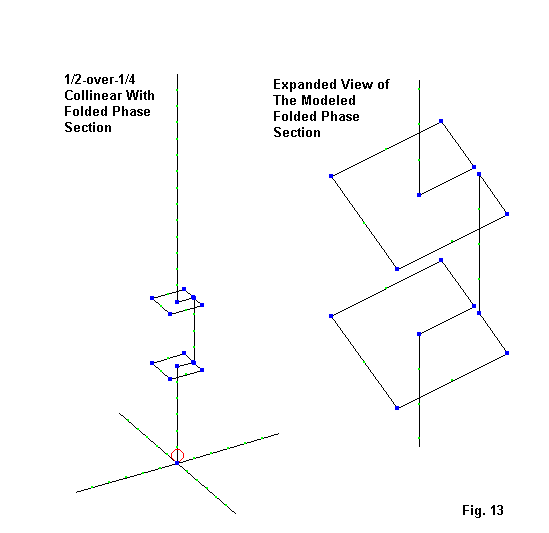 1/2-over-1/4
Collinear With
Folded Phase
Section
Expanded View of
The Modeled
Folded Phase
Section
Fig. 13